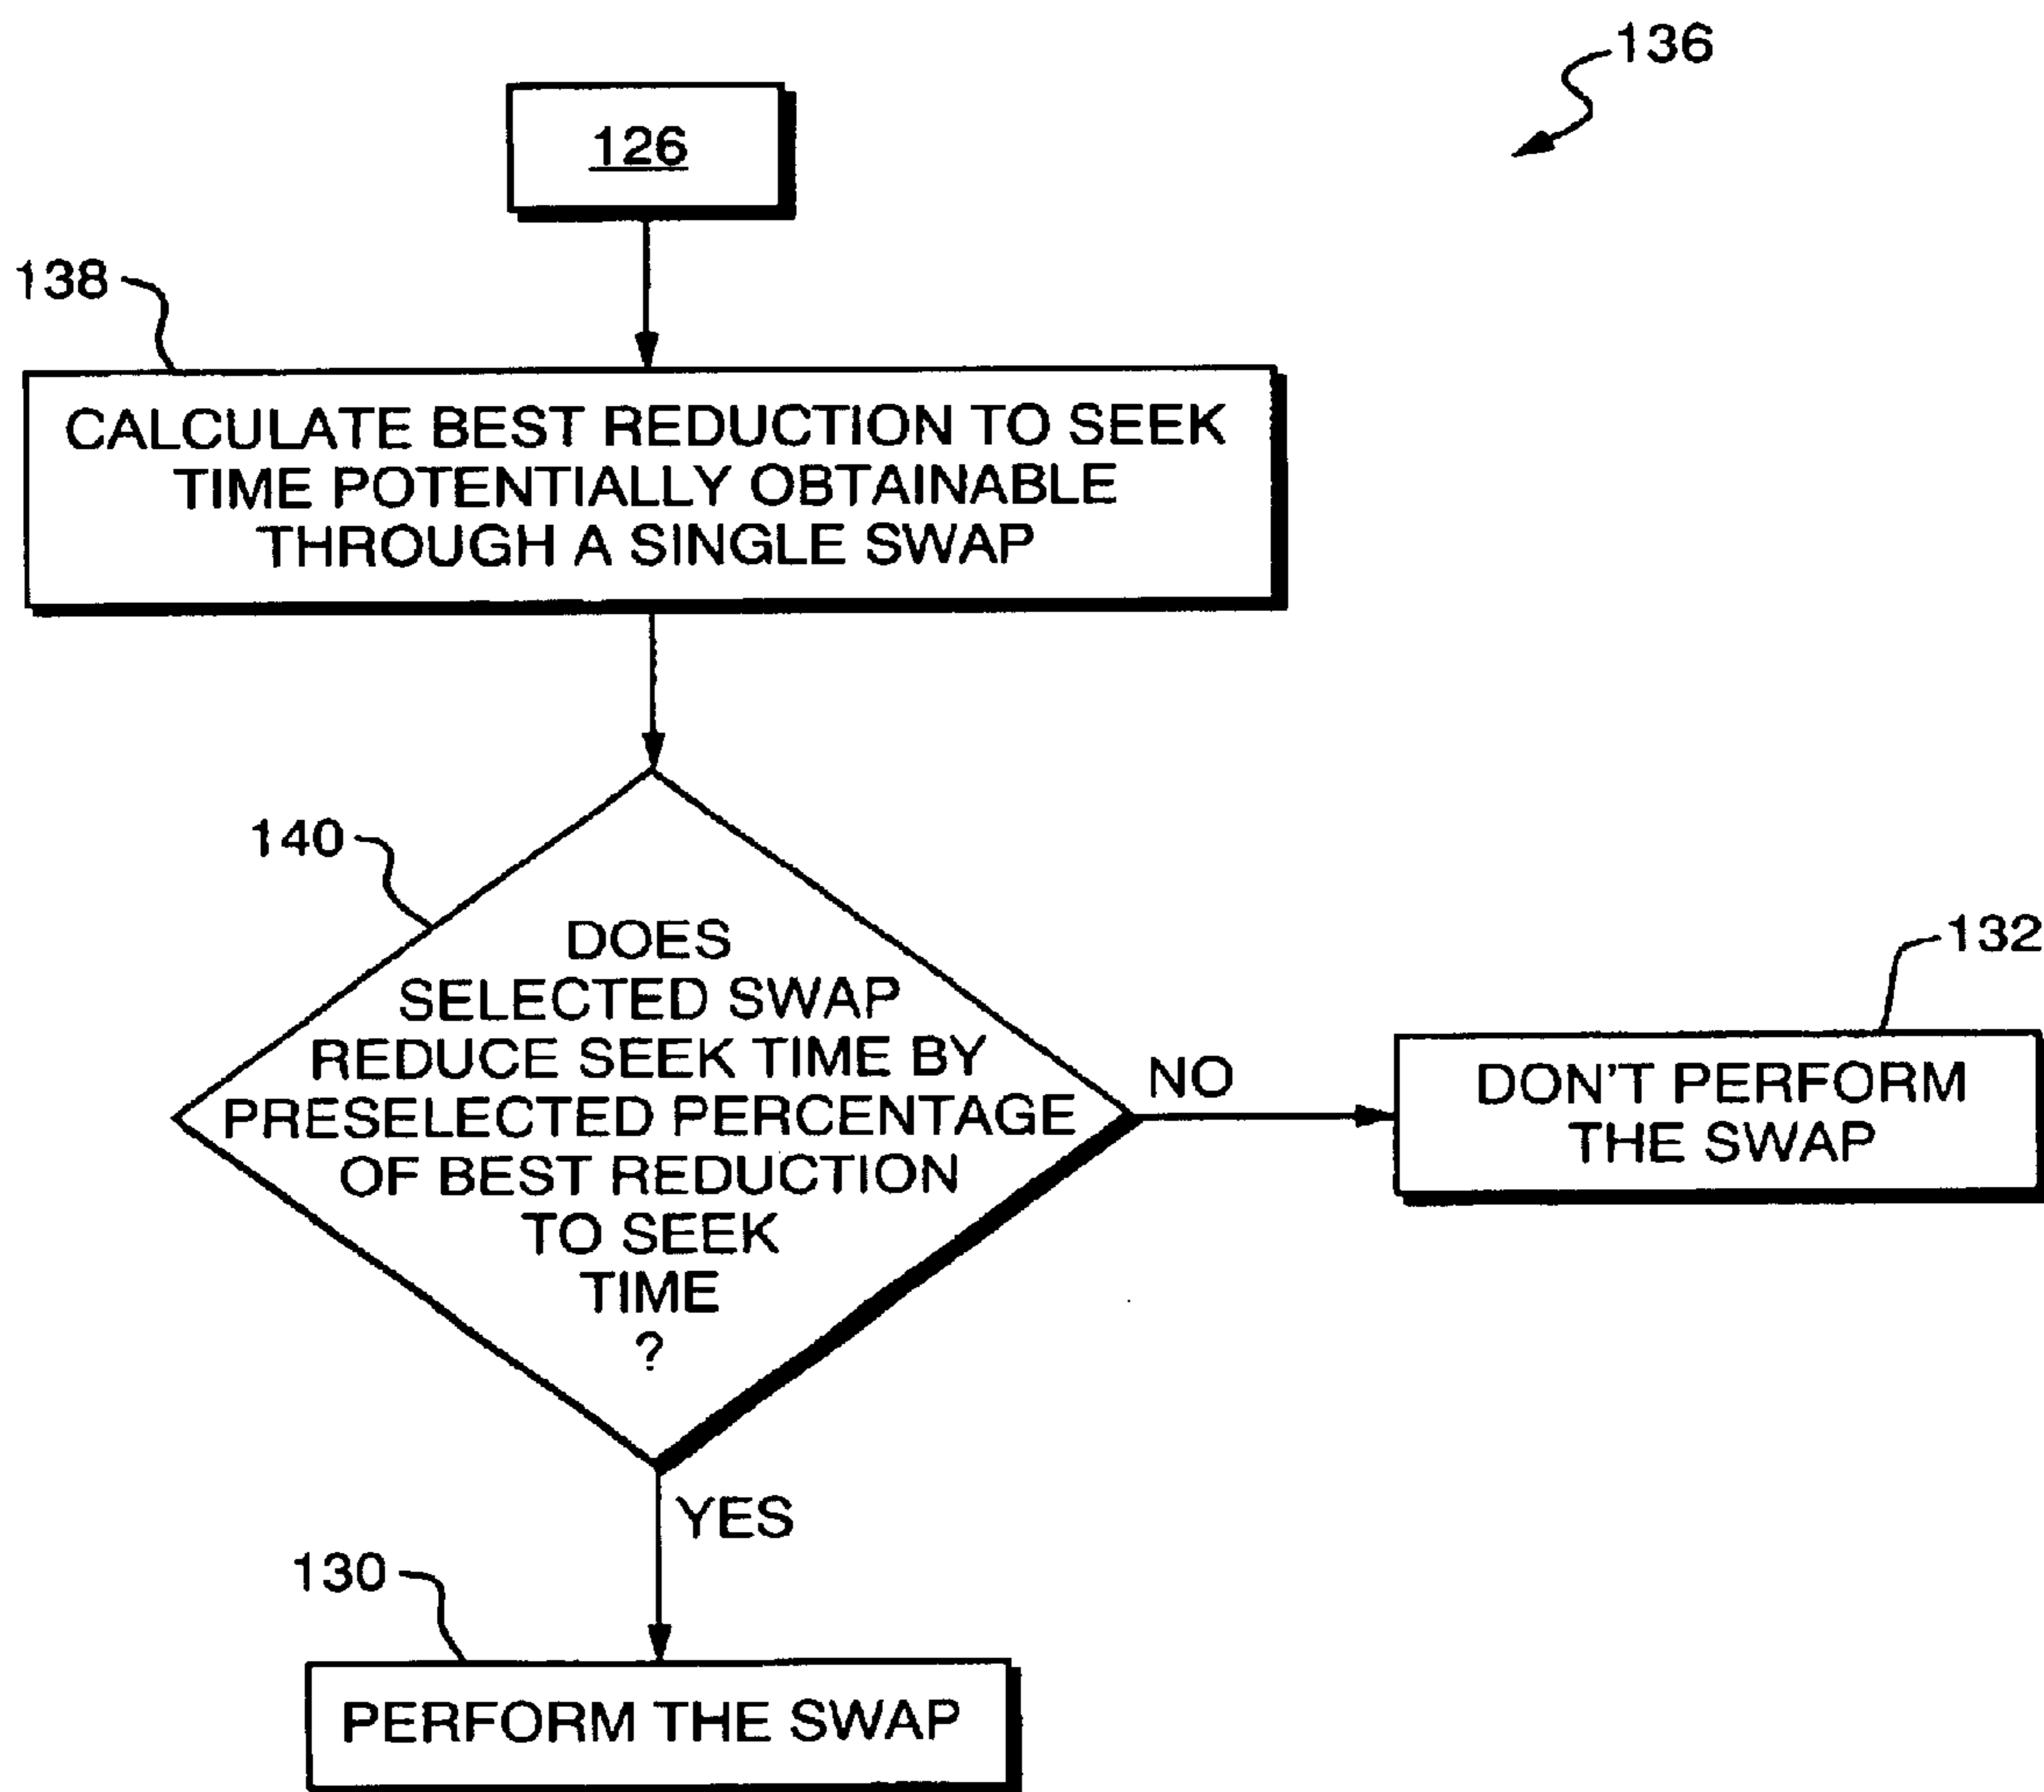 136
126
138
CALCULATE BEST REDUCTION TO SEEK
TIME POTENTIALLY OBTAINABLE
THROUGH A SINGLE SWAP
140
DOES
SELECTED SWAP
REDUCE SEEK TIME BY
PRESELECTED PERCENTAGE
OF BEST REDUCTION
TO SEEK
TIME
?
NO
132
DON'T PERFORM
THE SWAP
YES
130
PERFORM THE SWAP